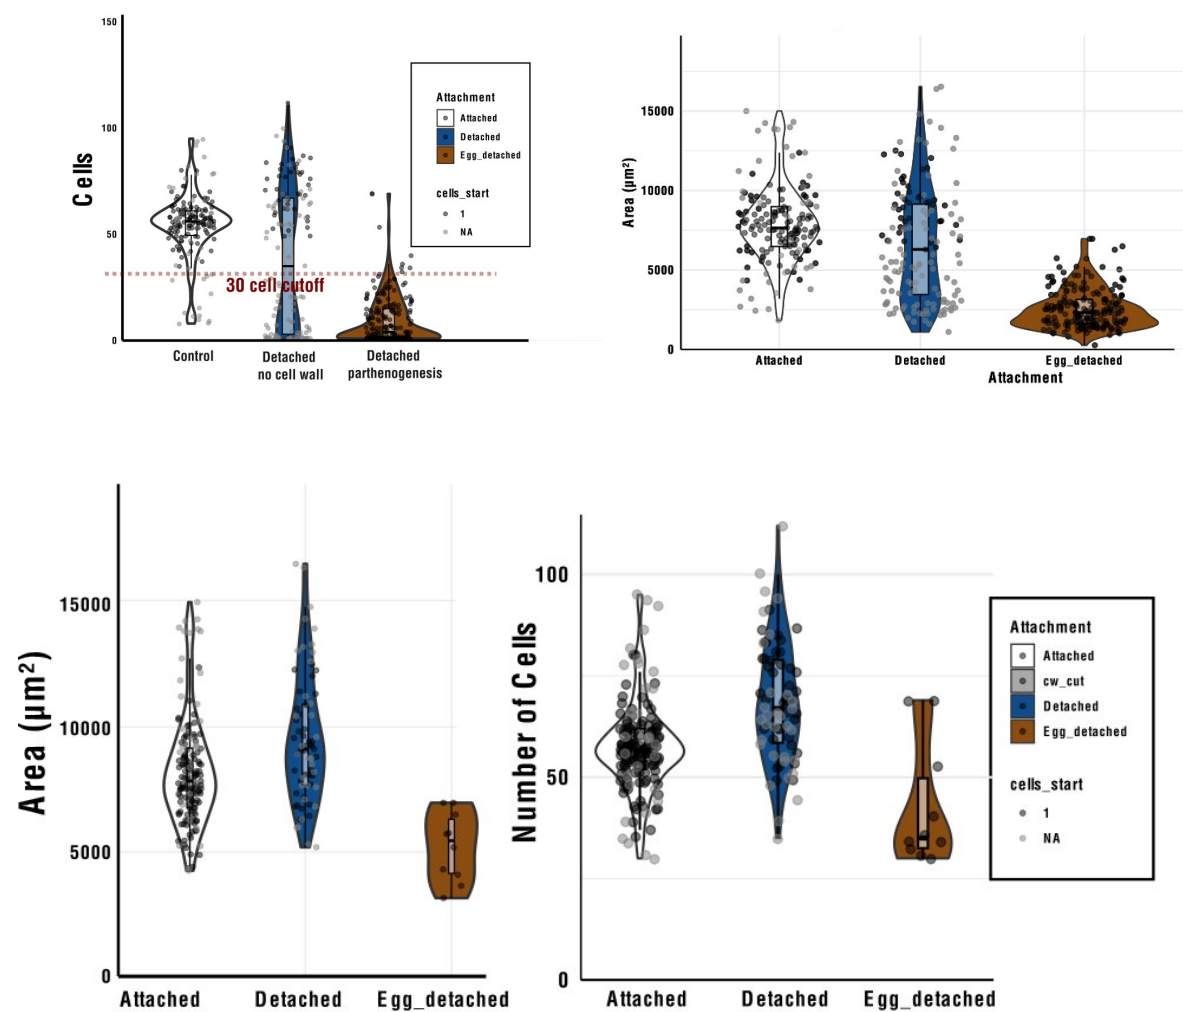 150
100
50
0
Cells
Attachment
Attached
Detached
Egg_detached
cells_start
1
NA
30 cell cutoff
Control
Detached
no cell wall
Detached
parthenogenesis
15000
10000
5000
0
Area (µm²)
Attached
Detached
Egg_detached
Attachment
15000
10000
5000
0
Area (µm²)
Attached
Detached
Egg_detached
100
50
0
Number of Cells
Attached
Detached
Egg_detached
Attachment
Attached
cw_cut
Detached
Egg_detached
cells_start
1
NA